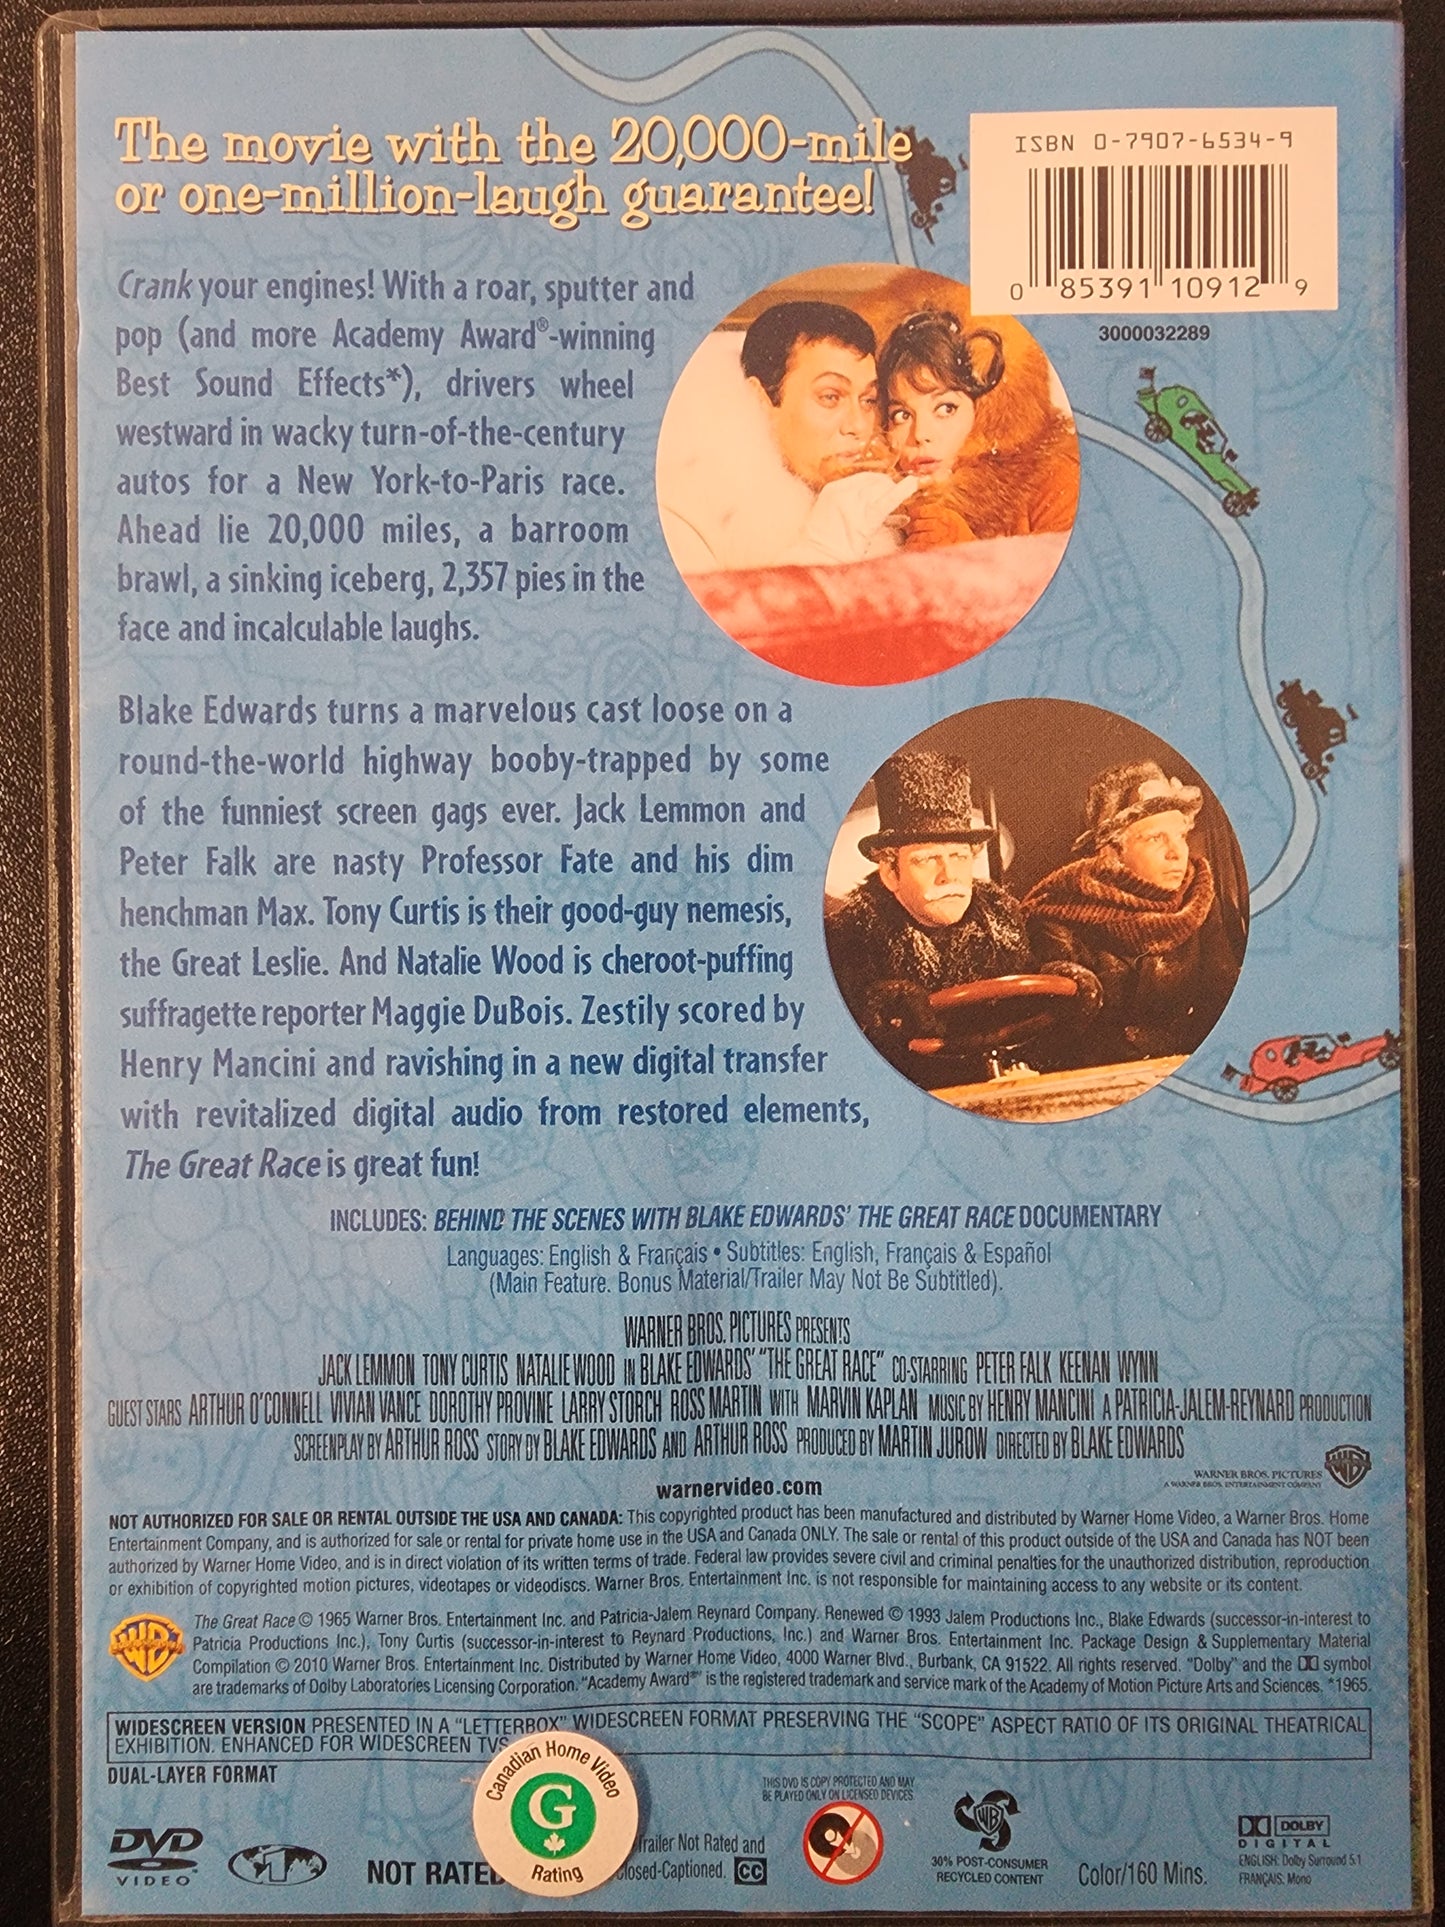 The movie with the 20,000-mile
or one-million-laugh guarantee!
ISBN 0-7907-6534-9
0 85391 10912 9
3000032289
Crank your engines! With a roar, sputter and
pop (and more Academy Award®-winning
Best Sound Effects*), drivers wheel
westward in wacky turn-of-the-century
autos for a New York-to-Paris race.
Ahead lie 20,000 miles, a barroom
brawl, a sinking iceberg, 2,357 pies in the
face and incalculable laughs.
Blake Edwards turns a marvelous cast loose on a
round-the-world highway booby-trapped by some
of the funniest screen gags ever. Jack Lemmon and
Peter Falk are nasty Professor Fate and his dim
henchman Max. Tony Curtis is their good-guy nemesis,
the Great Leslie. And Natalie Wood is cheroot-puffing
suffragette reporter Maggie DuBois. Zestily scored by
Henry Mancini and ravishing in a new digital transfer
with revitalized digital audio from restored elements,
The Great Race is great fun!
INCLUDES: BEHIND THE SCENES WITH BLAKE EDWARDS' THE GREAT RACE DOCUMENTARY
Languages: English & Français • Subtitles: English, Français & Español
(Main Feature. Bonus Material/Trailer May Not Be Subtitled).
WARNER BROS. PICTURES PRESENTS
JACK LEMMON TONY CURTIS NATALIE WOOD IN BLAKE EDWARDS' "THE GREAT RACE" CO-STARRING PETER FALK KEENAN WYNN
GUEST STARS ARTHUR O'CONNELL VIVIAN VANCE DOROTHY PROVINE LARRY STORCH ROSS MARTIN WITH MARVIN KAPLAN MUSIC BY HENRY MANCINI A PATRICIA-JALEM-REYNARD PRODUCTION
SCREENPLAY BY ARTHUR ROSS STORY BY BLAKE EDWARDS AND ARTHUR ROSS PRODUCED BY MARTIN JUROW DIRECTED BY BLAKE EDWARDS
WARNER BROS. PICTURES
A WARNER BROS. ENTERTAINMENT COMPANY
warnervideo.com
NOT AUTHORIZED FOR SALE OR RENTAL OUTSIDE THE USA AND CANADA: This copyrighted product has been manufactured and distributed by Warner Home Video, a Warner Bros. Home
Entertainment Company, and is authorized for sale or rental for private home use in the USA and Canada ONLY. The sale or rental of this product outside of the USA and Canada has NOT been
authorized by Warner Home Video, and is in direct violation of its written terms of trade. Federal law provides severe civil and criminal penalties for the unauthorized distribution, reproduction
or exhibition of copyrighted motion pictures, videotapes or videodiscs. Warner Bros. Entertainment Inc. is not responsible for maintaining access to any website or its content.
The Great Race © 1965 Warner Bros. Entertainment Inc. and Patricia-Jalem Reynard Company. Renewed © 1993 Jalem Productions Inc., Blake Edwards (successor-in-interest to
Patricia Productions Inc.), Tony Curtis (successor-in-interest to Reynard Productions, Inc.) and Warner Bros. Entertainment Inc. Package Design & Supplementary Material
Compilation © 2010 Warner Bros. Entertainment Inc. Distributed by Warner Home Video, 4000 Warner Blvd., Burbank, CA 91522. All rights reserved. "Dolby" and the DD symbol
are trademarks of Dolby Laboratories Licensing Corporation. "Academy Award®" is the registered trademark and service mark of the Academy of Motion Picture Arts and Sciences. *1965.
WIDESCREEN VERSION PRESENTED IN A "LETTERBOX" WIDESCREEN FORMAT PRESERVING THE "SCOPE" ASPECT RATIO OF ITS ORIGINAL THEATRICAL
EXHIBITION. ENHANCED FOR WIDESCREEN TVS
DUAL-LAYER FORMAT
Canadian Home Video
G
Rating
THIS DVD IS COPY PROTECTED AND MAY
BE PLAYED ONLY ON LICENSED DEVICES
DVD
VIDEO
1
NOT RATED
Trailer Not Rated and
Closed-Captioned. CC
WB
30% POST-CONSUMER
RECYCLED CONTENT
Color/160 Mins.
DOLBY
DIGITAL
ENGLISH: Dolby Surround 5.1
FRANÇAIS: Mono